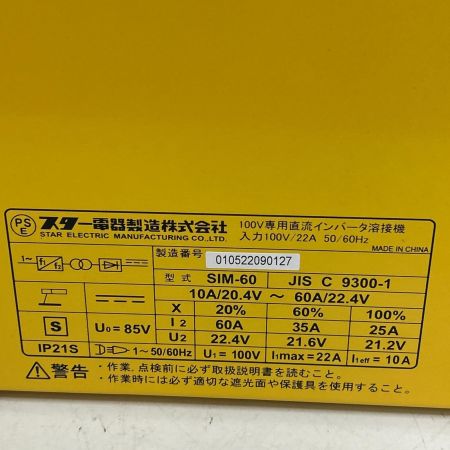 PS E
スター電器製造株式会社
STAR ELECTRIC MANUFACTURING CO.,LTD.
100V専用直流インバータ溶接機
入力100V/22A 50/60Hz
MADE IN CHINA
製造番号 010522090127
1~ f1 f2
型式 SIM-60 JIS C 9300-1
10A/20.4V ～ 60A/22.4V
X 20% 60% 100%
S U0=85V I2 60A 35A 25A
U2 22.4V 21.6V 21.2V
IP21S 1～50/60Hz U1=100V I1max=22A I1eff=10A
⚠警告 ・作業、点検前に必ず取扱説明書を読むこと。
・作業時には必ず適切な遮光面や保護具を使用すること。